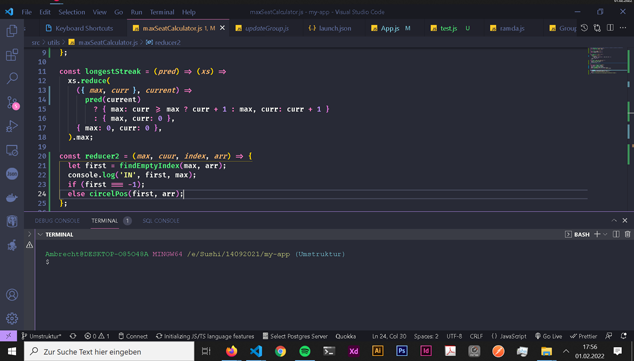 File Edit Selection View Go Run Terminal Help
maxSeatCalculator.js - my-app - Visual Studio Code
Keyboard Shortcuts maxSeatCalculator.js 1, M updateGroup.js launch.json App.js M test.js U rameda.js Group
src > utils > maxSeatCalculator.js > reducer2
9 };
10
11 const longestStreak = (pred) => (xs) =>
12 xs.reduce(
13 ({ max, curr }, current) =>
14 pred(current)
15 ? { max: curr >= max ? curr + 1 : max, curr: curr + 1 }
16 : { max, curr: 0 },
17 { max: 0, curr: 0 },
18 ).max;
19
20 const reducer2 = (max, cuur, index, arr) => {
21 let first = findEmptyIndex(max, arr);
22 console.log('IN', first, max);
23 if (first === -1);
24 else circelPos(first, arr);
25 };
DEBUG CONSOLE TERMINAL 1 SQL CONSOLE
TERMINAL BASH
Ambrecht@DESKTOP-O85O48A MINGW64 /e/Sushi/14092021/my-app (Umstruktur)
$
Umstruktur* 0 1 Connect Initializing JS/TS language features Select Postgres Server Quokka Ln 24, Col 30 Spaces: 2 UTF-8 CRLF JavaScript Go Live Prettier
Zur Suche Text hier eingeben
Xd Ai Ps Id
17:56
01.02.2022